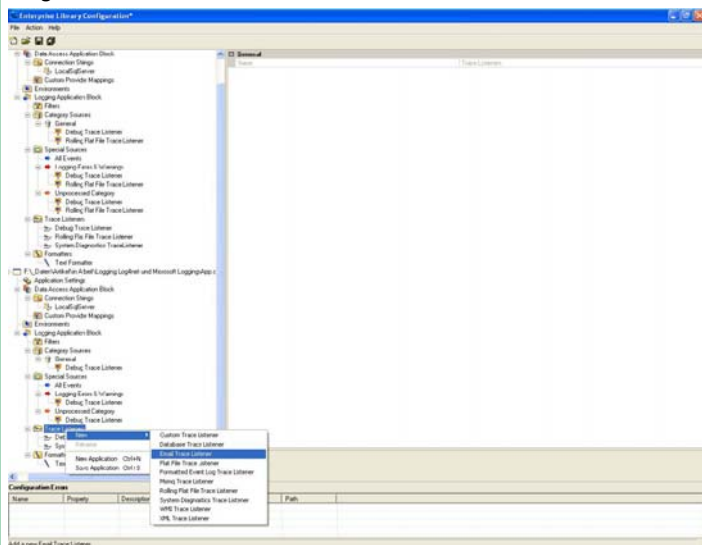 Enterprise Library Configuration*
File Action Help
Data Access Application Block
Connection Strings
LocalSqlServer
Custom Provider Mappings
Environments
Logging Application Block
Filters
Category Sources
General
Debug Trace Listener
Rolling Flat File Trace Listener
Special Sources
All Events
Logging Errors & Warnings
Debug Trace Listener
Rolling Flat File Trace Listener
Unprocessed Category
Debug Trace Listener
Rolling Flat File Trace Listener
Trace Listeners
Debug Trace Listener
Rolling Flat File Trace Listener
System Diagnostics TraceListener
Formatters
Text Formatter
Application Settings
Data Access Application Block
Connection Strings
LocalSqlServer
Custom Provider Mappings
Environments
Logging Application Block
Filters
Category Sources
General
Debug Trace Listener
Special Sources
All Events
Logging Errors & Warnings
Debug Trace Listener
Unprocessed Category
Debug Trace Listener
Trace Listeners
New
Rename
New Application Ctrl+N
Save Application Ctrl+S
Custom Trace Listener
Database Trace Listener
Email Trace Listener
Flat File Trace Listener
Formatted Event Log Trace Listener
Msmq Trace Listener
Rolling Flat File Trace Listener
System Diagnostics Trace Listener
WMI Trace Listener
XML Trace Listener
General
Name Trace Listeners
Configuration Errors
Name Property Description Path
Add a new Email Trace Listener